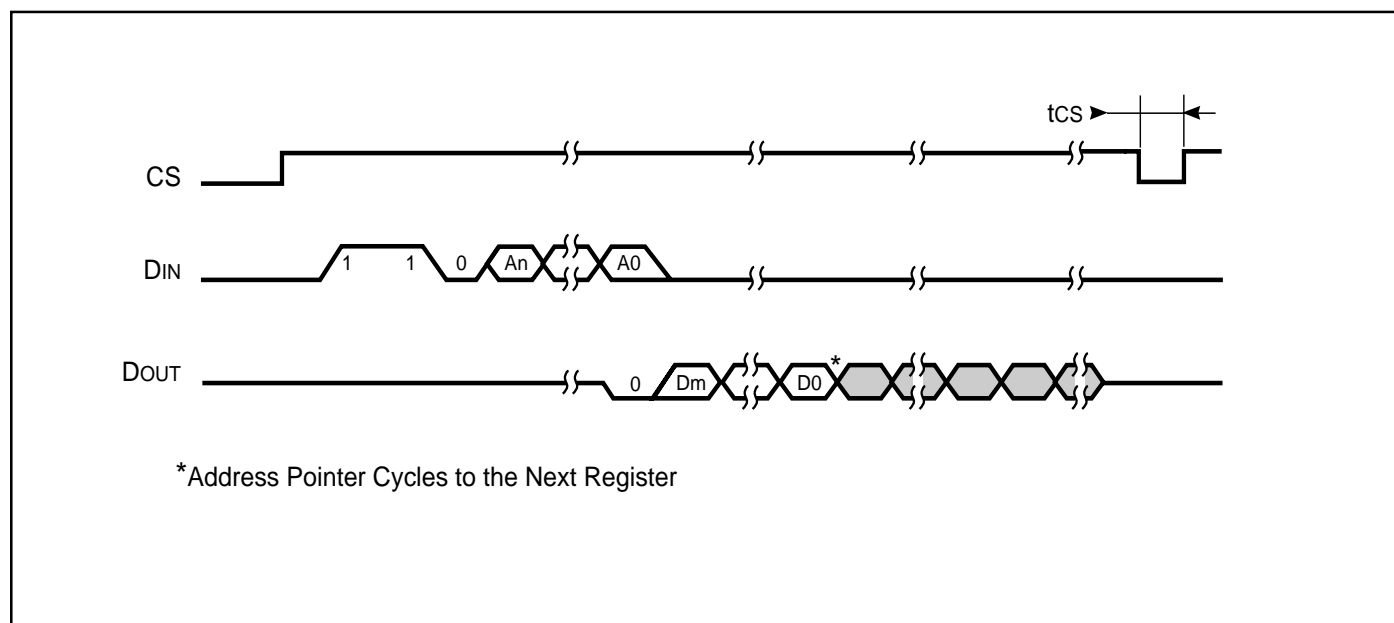 tCS
CS
DIN 1 1 0 An A0
DOUT 0 Dm D0 *
*Address Pointer Cycles to the Next Register